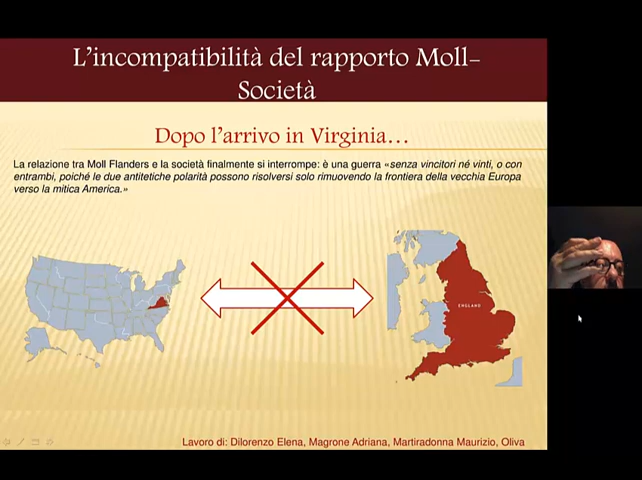 L'incompatibilità del rapporto Moll-
Società
Dopo l'arrivo in Virginia…
La relazione tra Moll Flanders e la società finalmente si interrompe: è una guerra «senza vincitori né vinti, o con
entrambi, poiché le due antitetiche polarità possono risolversi solo rimuovendo la frontiera della vecchia Europa
verso la mitica America.»
ENGLAND
Lavoro di: Dilorenzo Elena, Magrone Adriana, Martiradonna Maurizio, Oliva